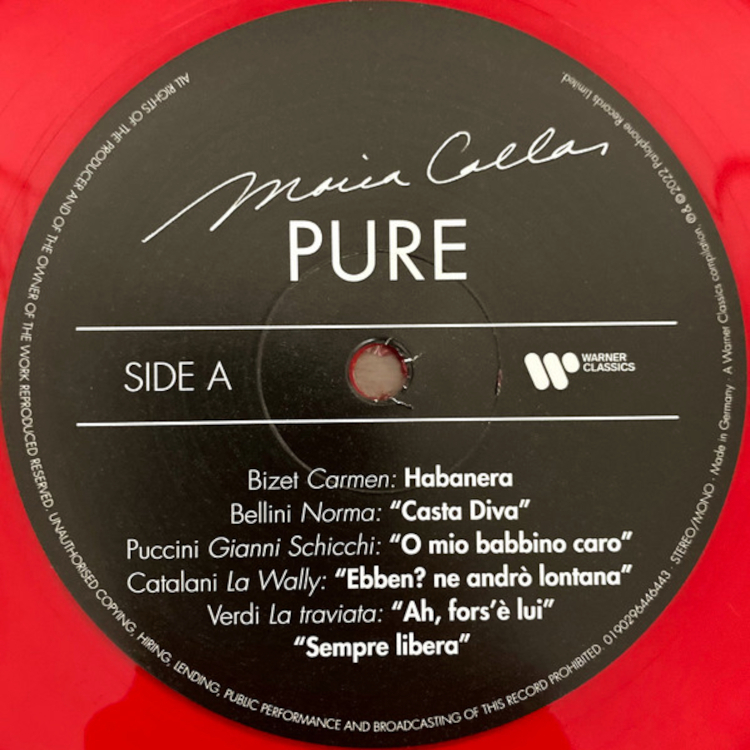 Maria Callas
PURE
SIDE A
WARNER
CLASSICS
Bizet Carmen: Habanera
Bellini Norma: “Casta Diva”
Puccini Gianni Schicchi: “O mio babbino caro”
Catalani La Wally: “Ebben? ne andrò lontana”
Verdi La traviata: “Ah, fors’è lui”
“Sempre libera”
ALL RIGHTS OF THE PRODUCER AND OF THE OWNER OF THE WORK REPRODUCED RESERVED. UNAUTHORISED COPYING, HIRING, LENDING, PUBLIC PERFORMANCE AND BROADCASTING OF THIS RECORD PROHIBITED. 0190296446443 · STEREO/MONO · Made in Germany · A Warner Classics compilation ℗ & © 2022 Parlophone Records Limited.